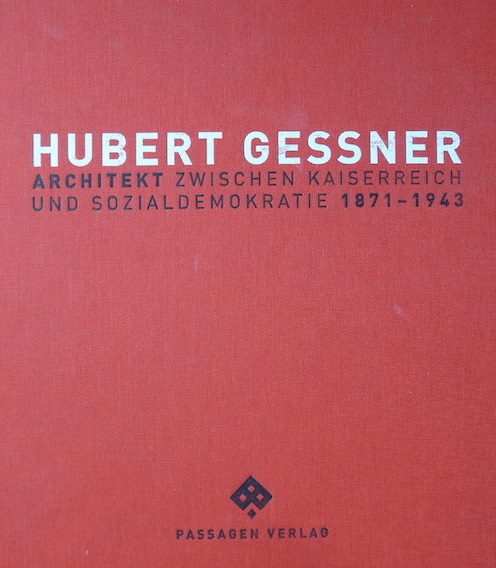 HUBERT GESSNER
ARCHITEKT ZWISCHEN KAISERREICH
UND SOZIALDEMOKRATIE 1871–1943
PASSAGEN VERLAG